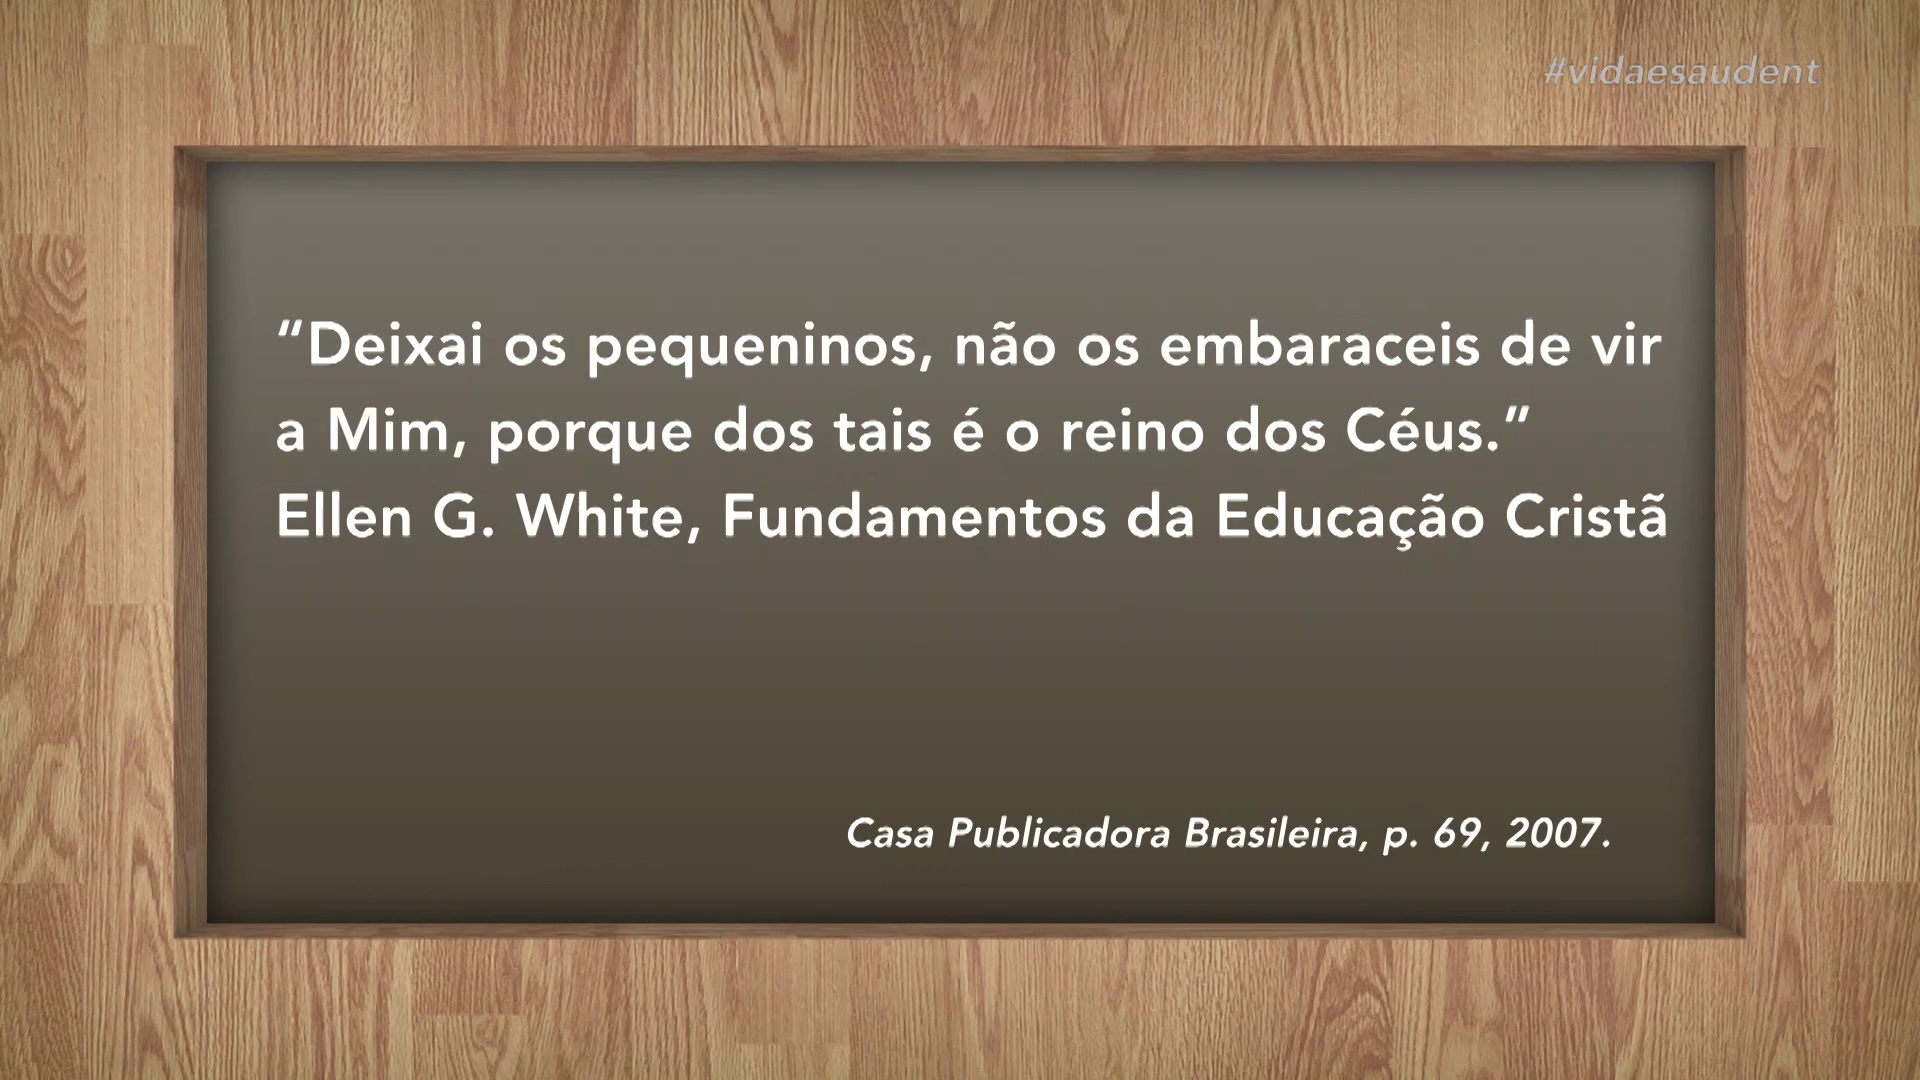 #vidaesaudent
“Deixai os pequeninos, não os embaraceis de vir
a Mim, porque dos tais é o reino dos Céus.”
Ellen G. White, Fundamentos da Educação Cristã
Casa Publicadora Brasileira, p. 69, 2007.